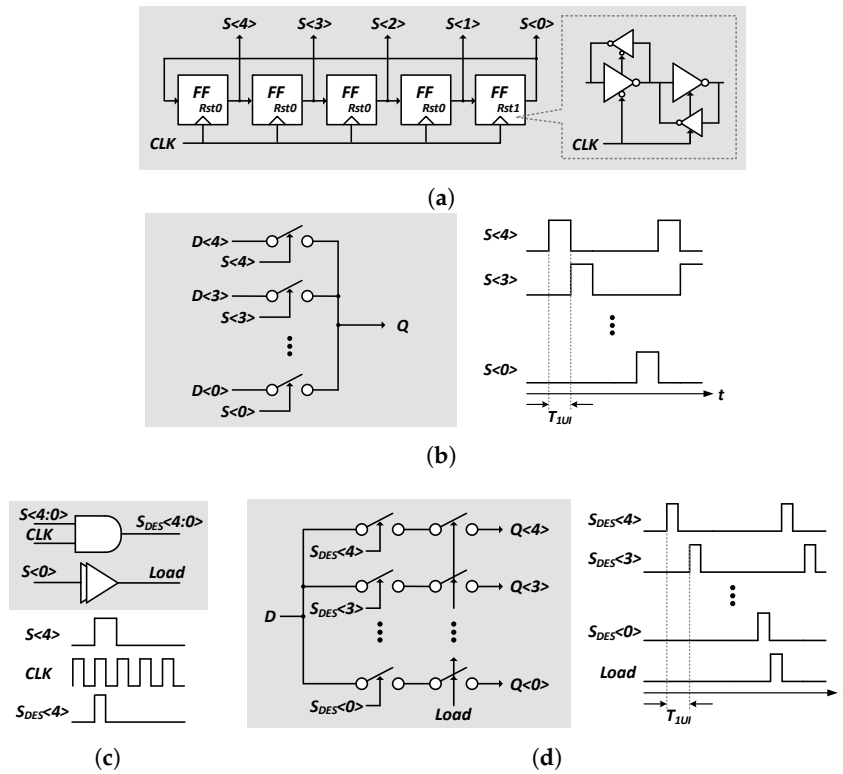 S<4> S<3> S<2> S<1> S<0>
FF FF FF FF FF
Rst0 Rst0 Rst0 Rst0 Rst1
CLK
CLK
(a)
D<4>
S<4>
D<3>
S<3>
D<0>
S<0>
Q
S<4>
S<3>
S<0>
t
T1UI
(b)
S<4:0>
CLK
SDES<4:0>
S<0>
Load
S<4>
CLK
SDES<4>
(c)
D
SDES<4>
Q<4>
SDES<3>
Q<3>
SDES<0>
Q<0>
Load
SDES<4>
SDES<3>
SDES<0>
Load
T1UI
(d)